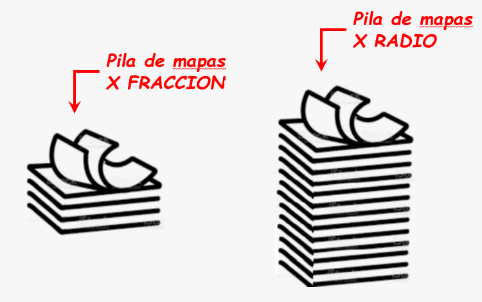 Pila de mapas
X FRACCION
Pila de mapas
X RADIO